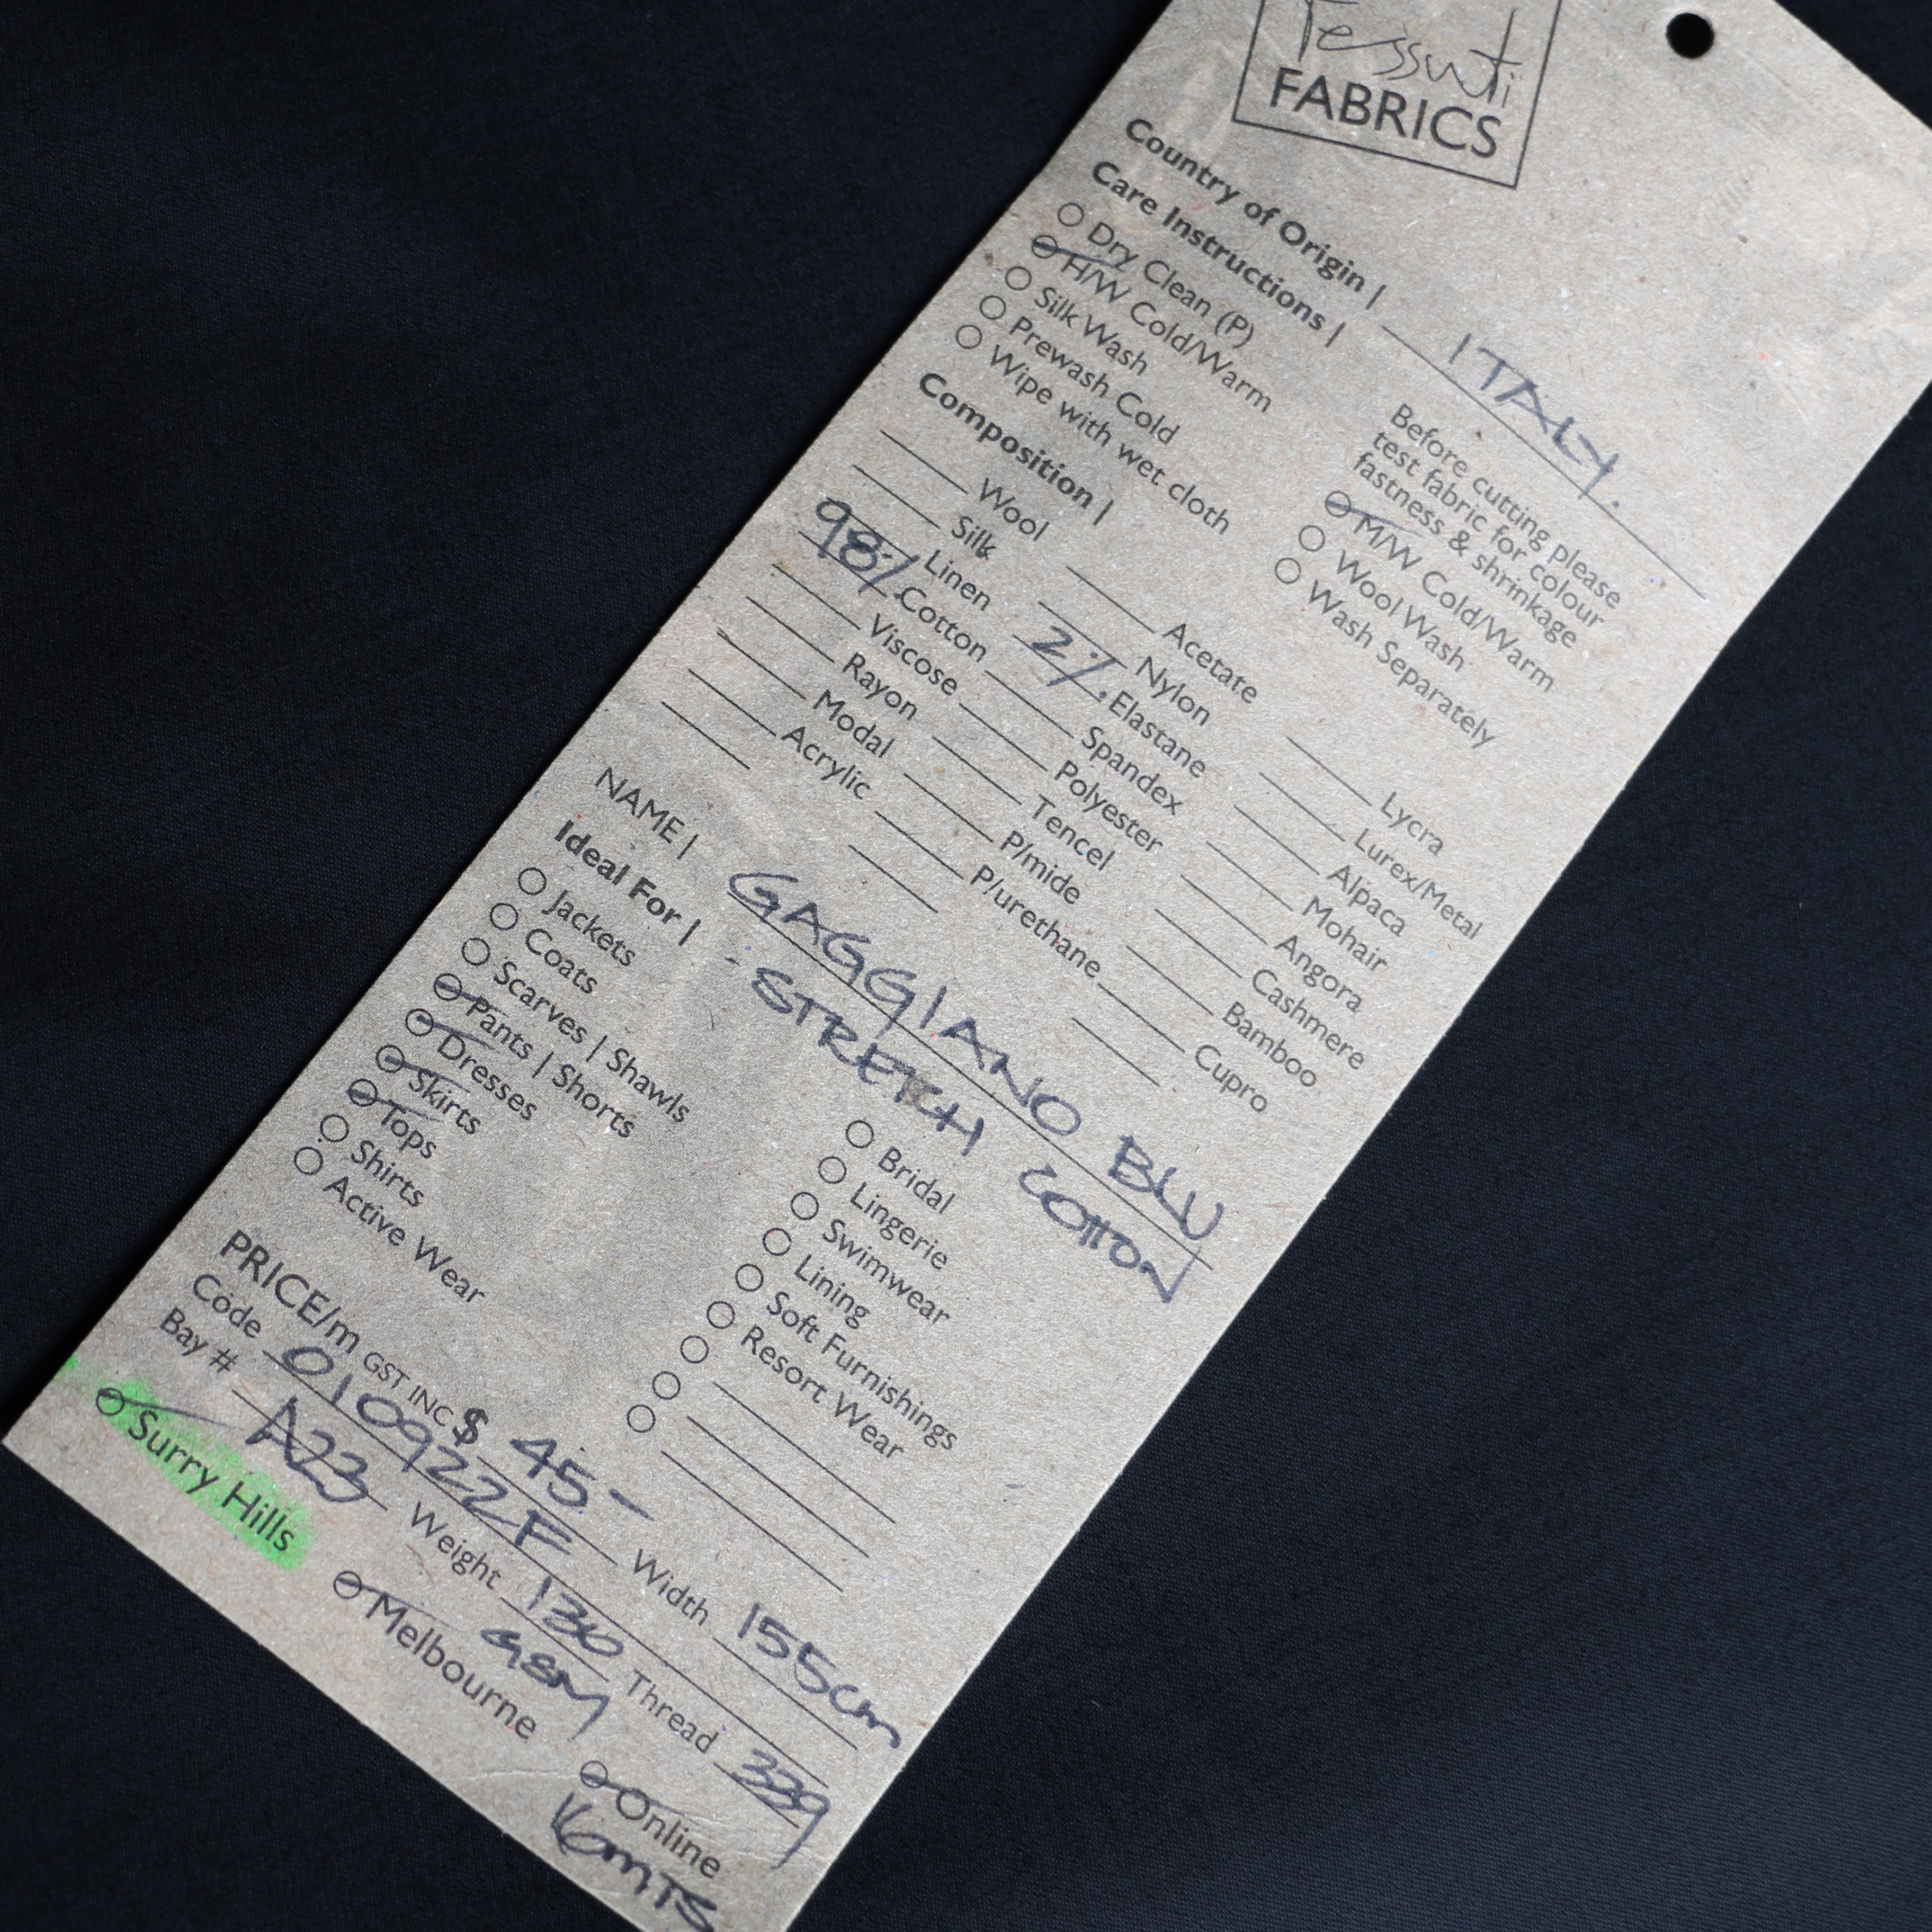 Tessuti
FABRICS
Country of Origin | ITALY.
Care Instructions |
Dry Clean (P)
H/W Cold/Warm
Silk Wash
Prewash Cold
Wipe with wet cloth
Before cutting please
test fabric for colour
fastness & shrinkage
M/W Cold/Warm
Wool Wash
Wash Separately
Composition |
Wool
Silk
Linen
98% Cotton
Viscose
Rayon
Modal
Acrylic
Acetate
Nylon
2% Elastane
Spandex
Polyester
Tencel
P/mide
P/urethane
Lycra
Lurex/Metal
Alpaca
Mohair
Angora
Cashmere
Bamboo
Cupro
NAME | GAGGIANO BLU
- STRETCH COTTON
Ideal For |
Jackets
Coats
Scarves | Shawls
Pants | Shorts
Dresses
Skirts
Tops
Shirts
Active Wear
Bridal
Lingerie
Swimwear
Lining
Soft Furnishings
Resort Wear
PRICE/m GST INC $ 45-
Code 010922F Width 155cm
Bay # A23 Weight 130 GSM Thread 339
Surry Hills Melbourne Online
16mTS